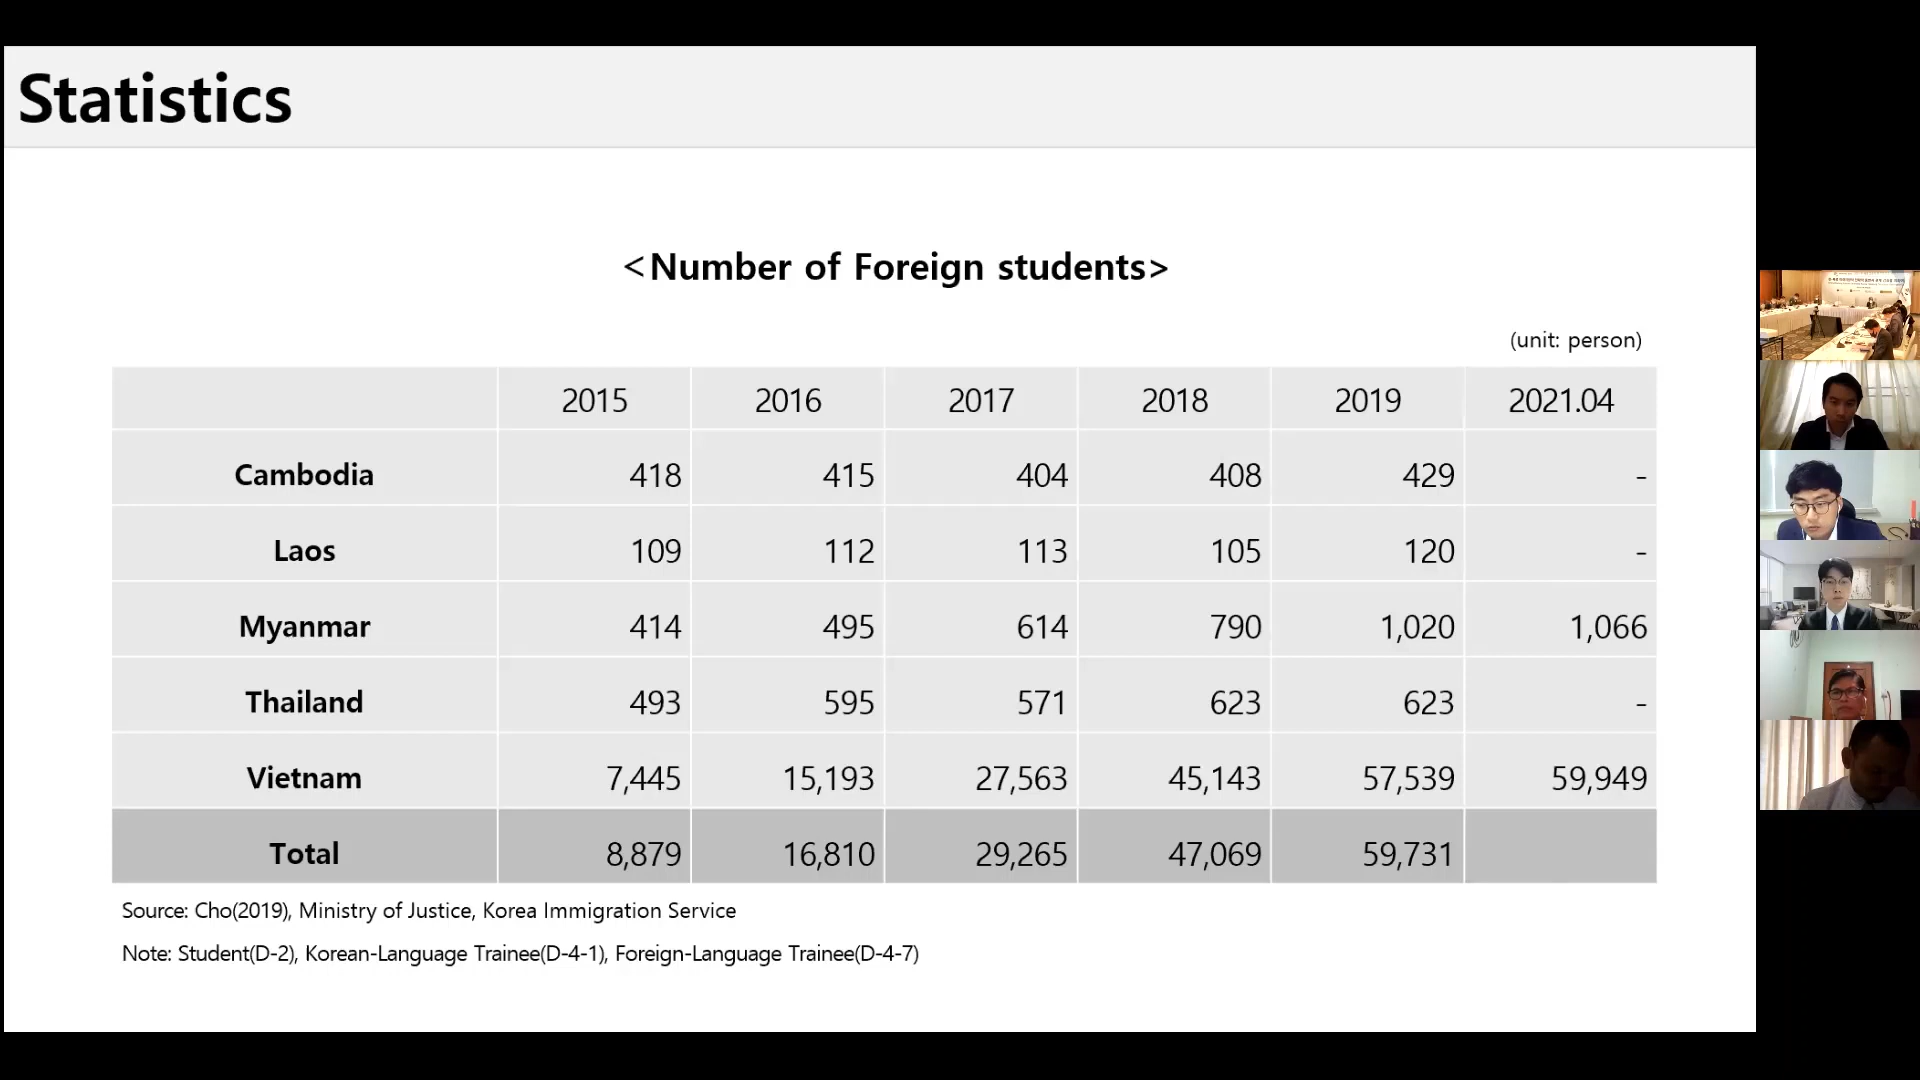 Statistics
<Number of Foreign students>
(unit: person)
2015 2016 2017 2018 2019 2021.04
Cambodia 418 415 404 408 429 -
Laos 109 112 113 105 120 -
Myanmar 414 495 614 790 1,020 1,066
Thailand 493 595 571 623 623 -
Vietnam 7,445 15,193 27,563 45,143 57,539 59,949
Total 8,879 16,810 29,265 47,069 59,731
Source: Cho(2019), Ministry of Justice, Korea Immigration Service
Note: Student(D-2), Korean-Language Trainee(D-4-1), Foreign-Language Trainee(D-4-7)